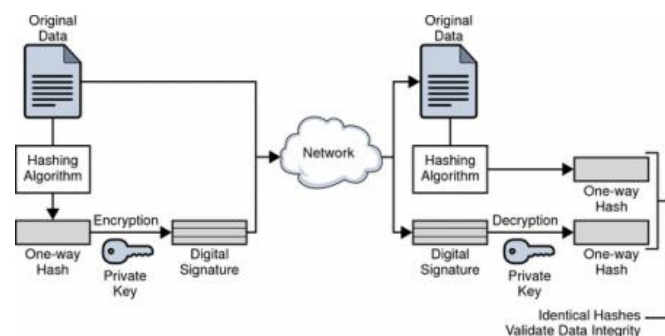 Original
Data
Hashing
Algorithm
One-way
Hash
Encryption
Private
Key
Digital
Signature
Network
Original
Data
Hashing
Algorithm
One-way
Hash
Digital
Signature
Decryption
Private
Key
One-way
Hash
Identical Hashes
Validate Data Integrity